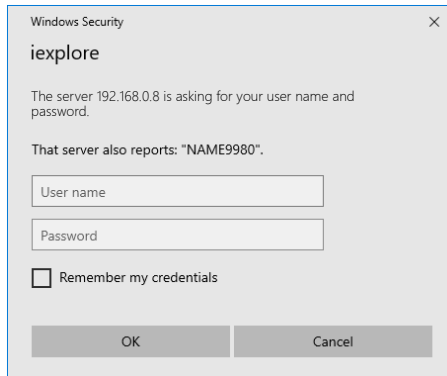 Windows Security
iexplore
The server 192.168.0.8 is asking for your user name and
password.
That server also reports: "NAME9980".
User name
Password
Remember my credentials
OK Cancel